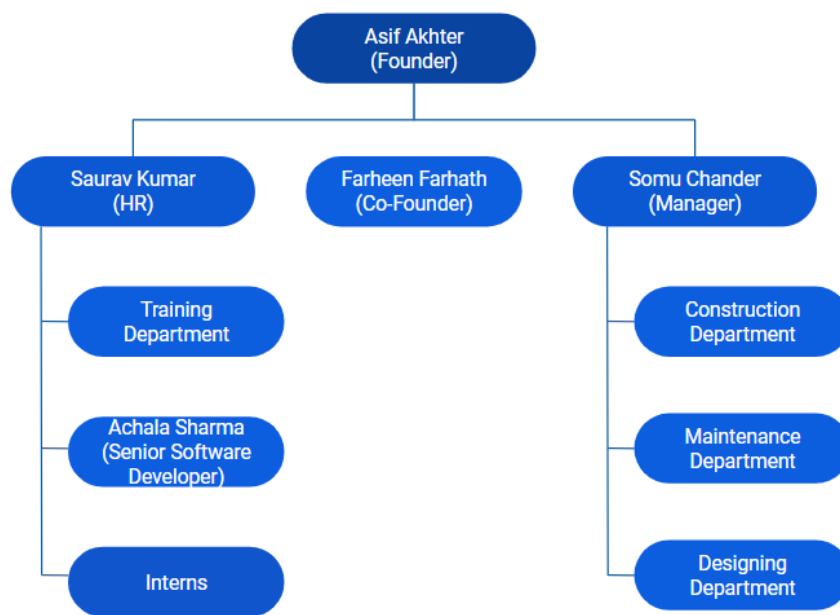 Asif Akhter
(Founder)
Saurav Kumar
(HR)
Farheen Farhath
(Co-Founder)
Somu Chander
(Manager)
Training
Department
Construction
Department
Achala Sharma
(Senior Software
Developer)
Maintenance
Department
Interns
Designing
Department